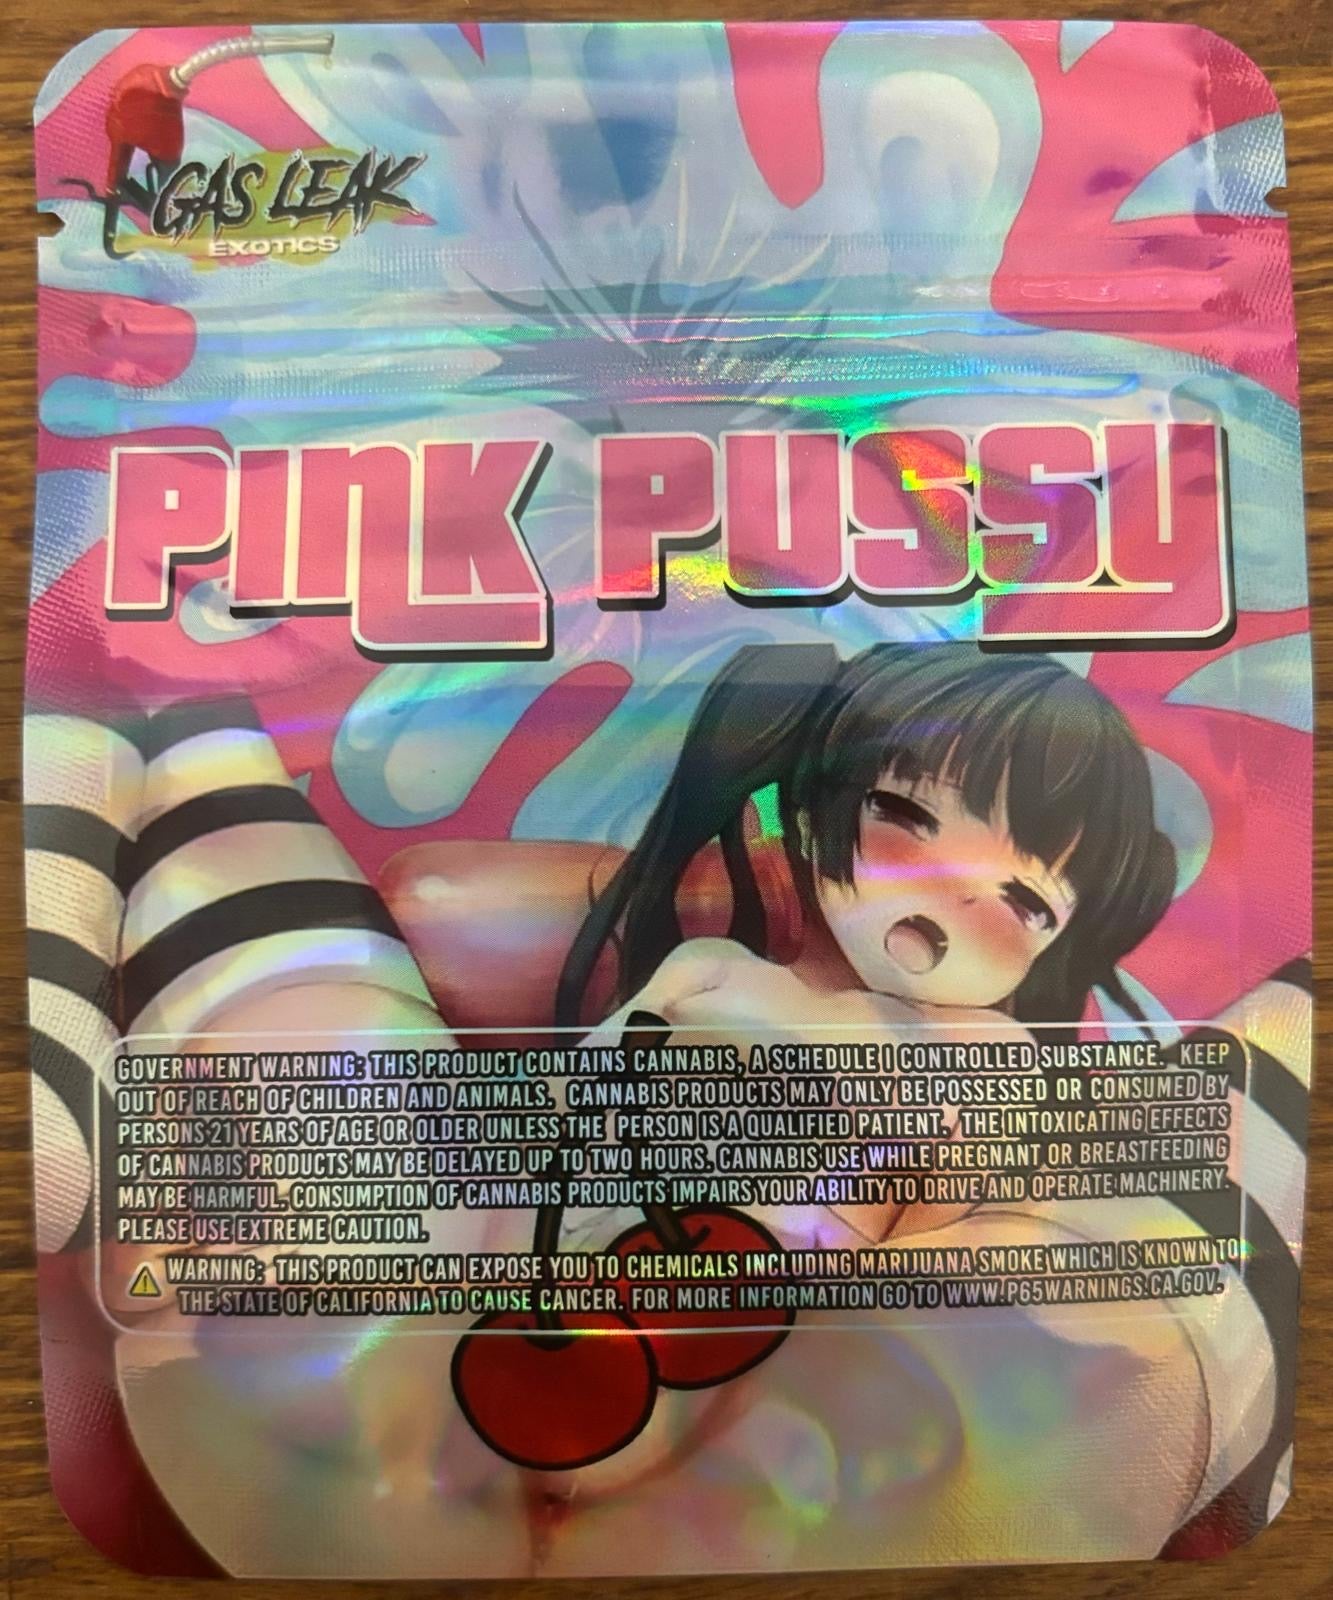 GAS LEAK
EXOTICS
PINK PUSSY
GOVERNMENT WARNING: THIS PRODUCT CONTAINS CANNABIS, A SCHEDULE I CONTROLLED SUBSTANCE. KEEP
OUT OF REACH OF CHILDREN AND ANIMALS. CANNABIS PRODUCTS MAY ONLY BE POSSESSED OR CONSUMED BY
PERSONS 21 YEARS OF AGE OR OLDER UNLESS THE PERSON IS A QUALIFIED PATIENT. THE INTOXICATING EFFECTS
OF CANNABIS PRODUCTS MAY BE DELAYED UP TO TWO HOURS. CANNABIS USE WHILE PREGNANT OR BREASTFEEDING
MAY BE HARMFUL. CONSUMPTION OF CANNABIS PRODUCTS IMPAIRS YOUR ABILITY TO DRIVE AND OPERATE MACHINERY.
PLEASE USE EXTREME CAUTION.
WARNING: THIS PRODUCT CAN EXPOSE YOU TO CHEMICALS INCLUDING MARIJUANA SMOKE WHICH IS KNOWN TO
THE STATE OF CALIFORNIA TO CAUSE CANCER. FOR MORE INFORMATION GO TO WWW.P65WARNINGS.CA.GOV.